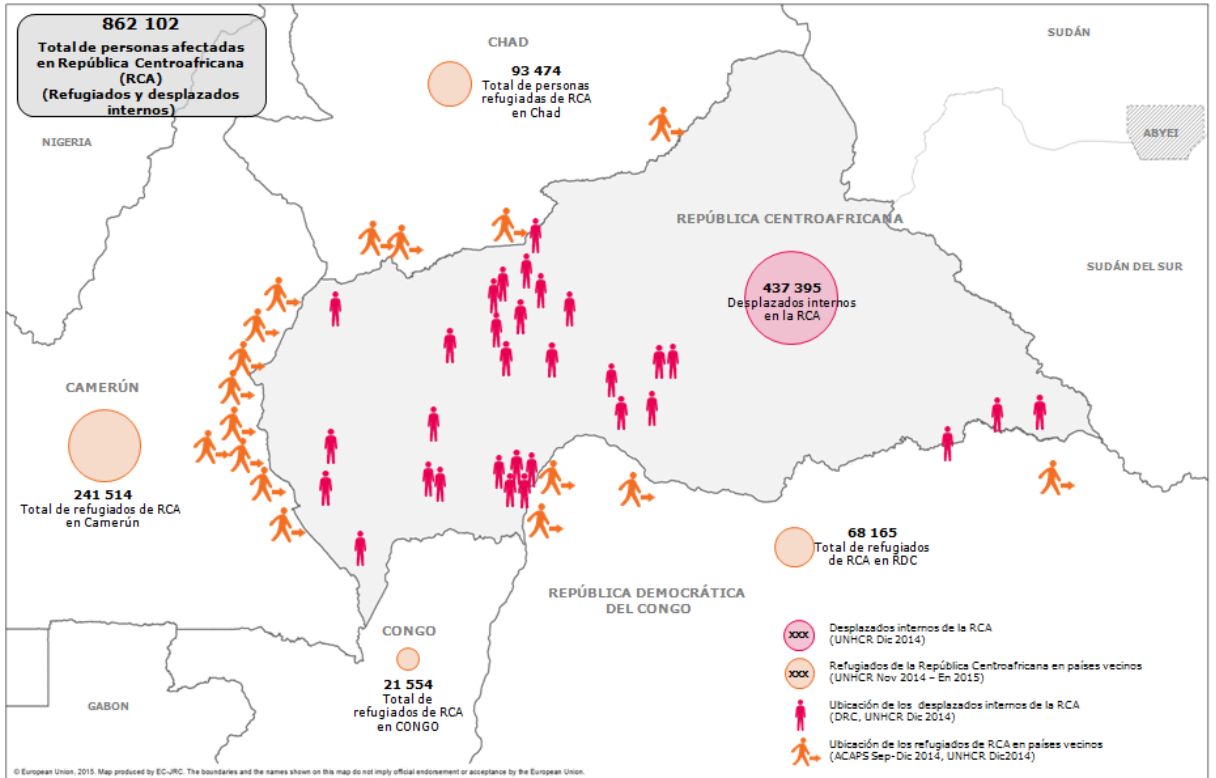 862 102
Total de personas afectadas
en República Centroafricana
(RCA)
(Refugiados y desplazados
internos)
CHAD
93 474
Total de personas
refugiadas de RCA
en Chad
SUDÁN
NIGERIA
ABYEI
REPÚBLICA CENTROAFRICANA
437 395
Desplazados internos
en la RCA
SUDÁN DEL SUR
CAMERÚN
241 514
Total de refugiados de RCA
en Camerún
68 165
Total de refugiados
de RCA en RDC
REPÚBLICA DEMOCRÁTICA
DEL CONGO
CONGO
21 554
Total de
refugiados de RCA
en CONGO
GABON
XXX
Desplazados internos de la RCA
(UNHCR Dic 2014)
XXX
Refugiados de la República Centroafricana en países vecinos
(UNHCR Nov 2014 – En 2015)
Ubicación de los desplazados internos de la RCA
(DRC, UNHCR Dic 2014)
Ubicación de los refugiados de RCA en países vecinos
(ACAPS Sep-Dic 2014, UNHCR Dic2014)
© European Union, 2015. Map produced by EC-JRC. The boundaries and the names shown on this map do not imply official endorsement or acceptance by the European Union.